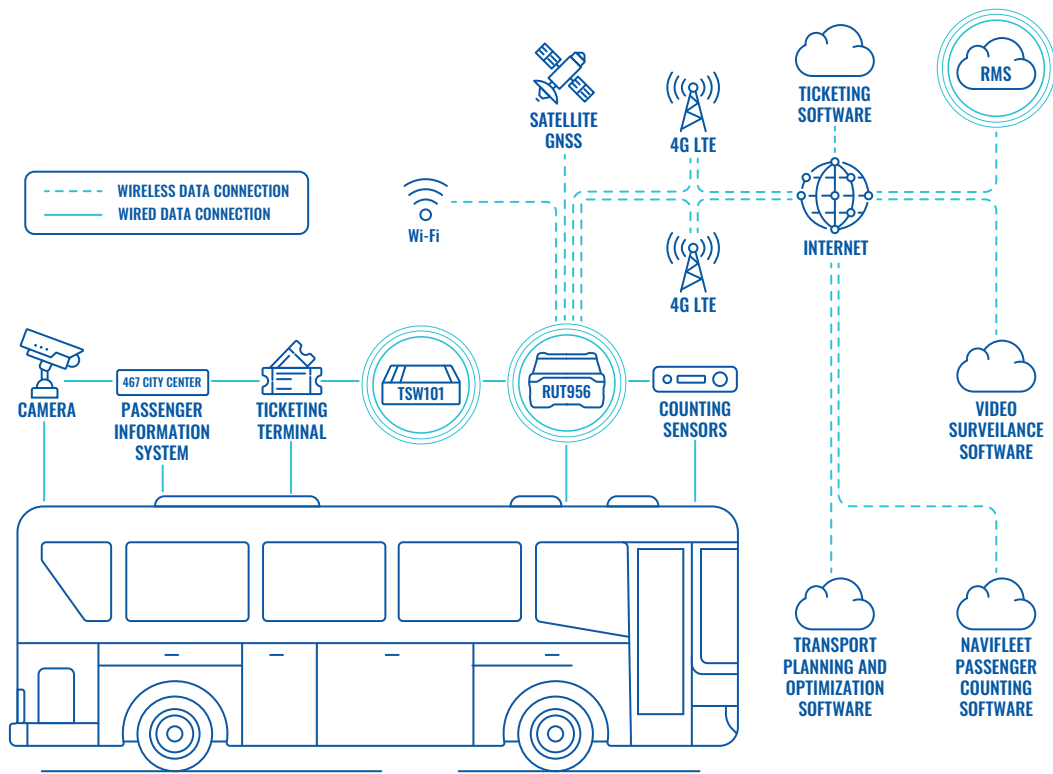 TICKETING
SOFTWARE
RMS
SATELLITE
GNSS
4G LTE
WIRELESS DATA CONNECTION
WIRED DATA CONNECTION
Wi-Fi
INTERNET
4G LTE
467 CITY CENTER
TSW101
RUT956
CAMERA
PASSENGER
INFORMATION
SYSTEM
TICKETING
TERMINAL
COUNTING
SENSORS
VIDEO
SURVEILANCE
SOFTWARE
TRANSPORT
PLANNING AND
OPTIMIZATION
SOFTWARE
NAVIFLEET
PASSENGER
COUNTING
SOFTWARE